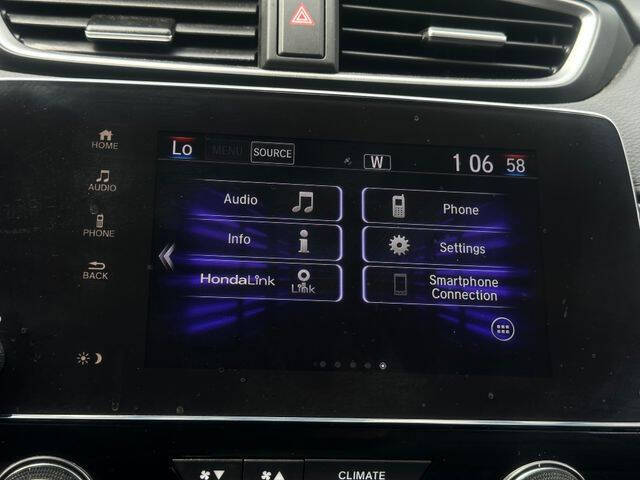 HOME
AUDIO
PHONE
BACK
Lo MENU SOURCE W 1 06 58
Audio
Phone
Info
Settings
HondaLink
Link
Smartphone
Connection
CLIMATE